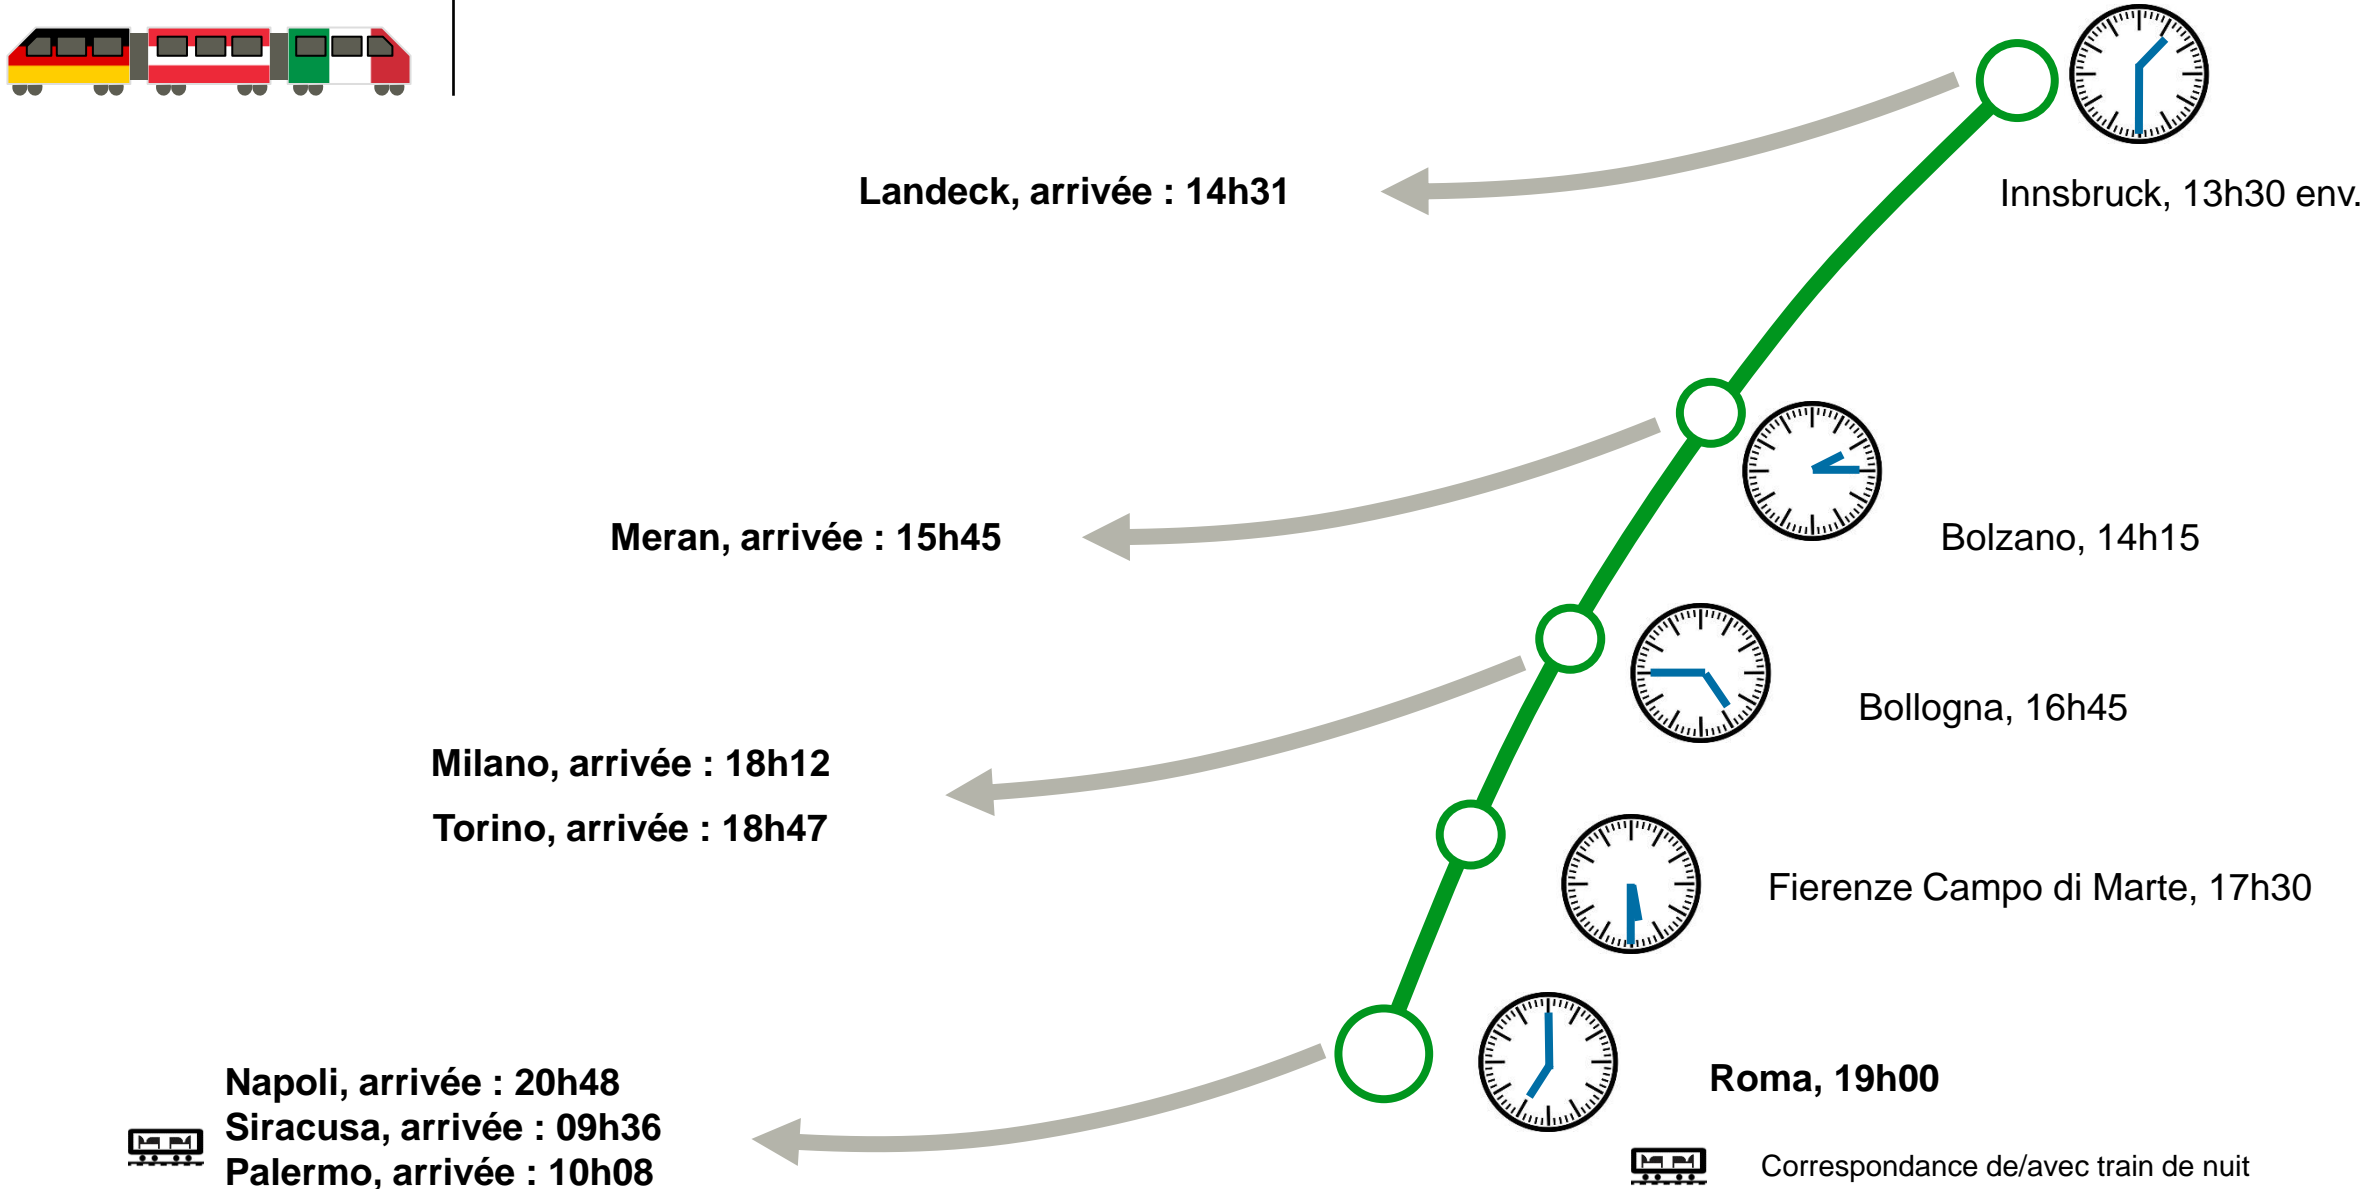 Landeck, arrivée : 14h31
Innsbruck, 13h30 env.
Meran, arrivée : 15h45
Bolzano, 14h15
Bollogna, 16h45
Milano, arrivée : 18h12
Torino, arrivée : 18h47
Fierenze Campo di Marte, 17h30
Roma, 19h00
Napoli, arrivée : 20h48
Siracusa, arrivée : 09h36
Palermo, arrivée : 10h08
Correspondance de/avec train de nuit